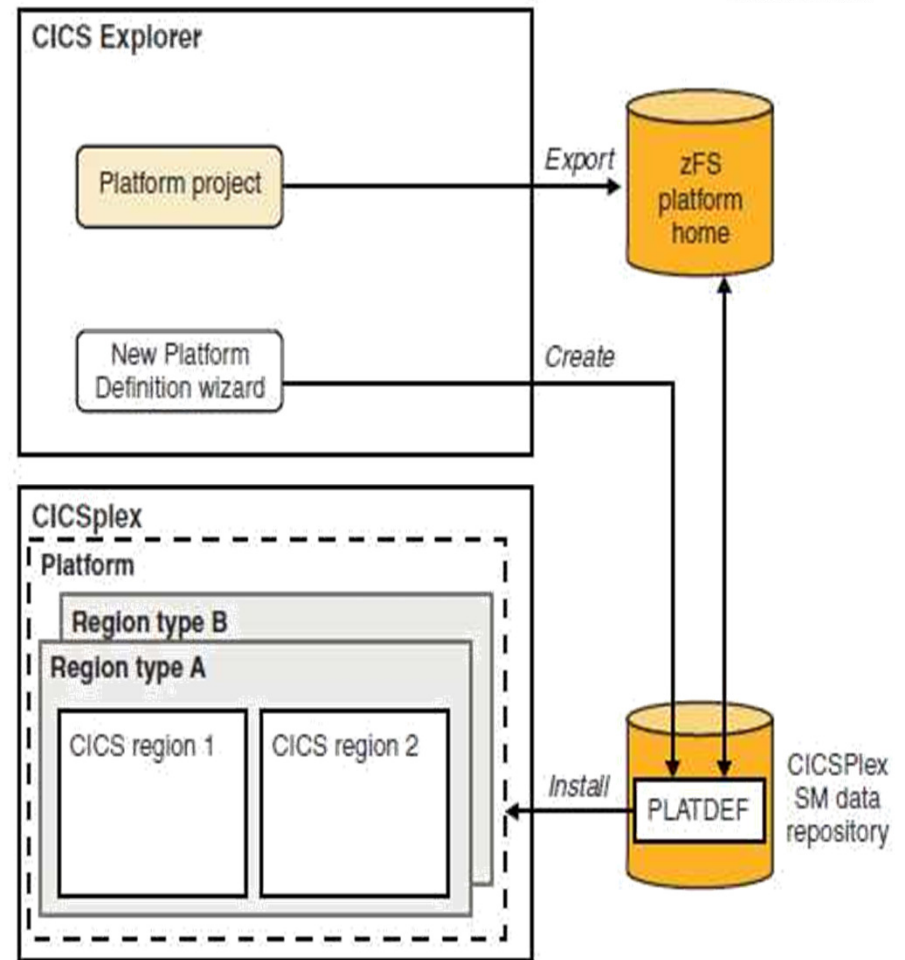 CICS Explorer
Platform project
Export
zFS
platform
home
New Platform
Definition wizard
Create
CICSplex
Platform
Region type B
Region type A
CICS region 1
CICS region 2
Install
PLATDEF
CICSPlex
SM data
repository